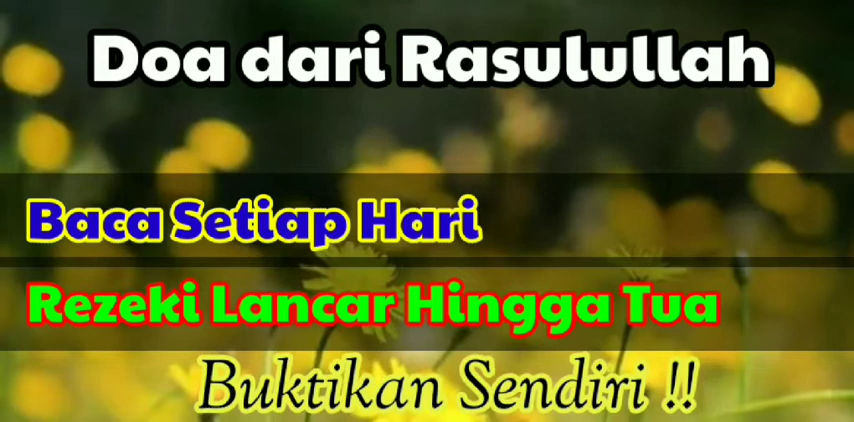 Doa dari Rasulullah
Baca Setiap Hari
Rezeki Lancar Hingga Tua
Buktikan Sendiri !!